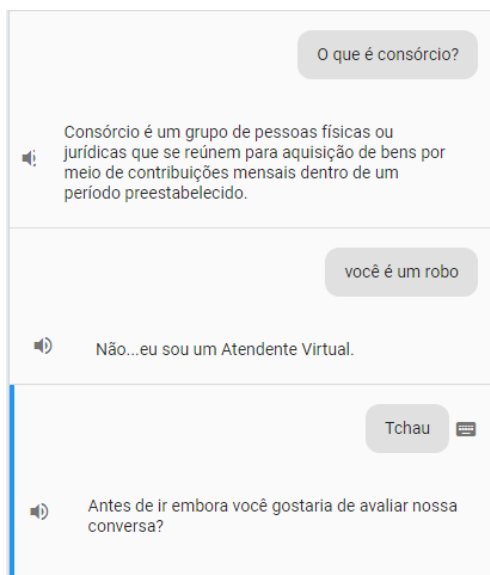 O que é consórcio?
Consórcio é um grupo de pessoas físicas ou
jurídicas que se reúnem para aquisição de bens por
meio de contribuições mensais dentro de um
período preestabelecido.
você é um robo
Não...eu sou um Atendente Virtual.
Tchau
Antes de ir embora você gostaria de avaliar nossa
conversa?